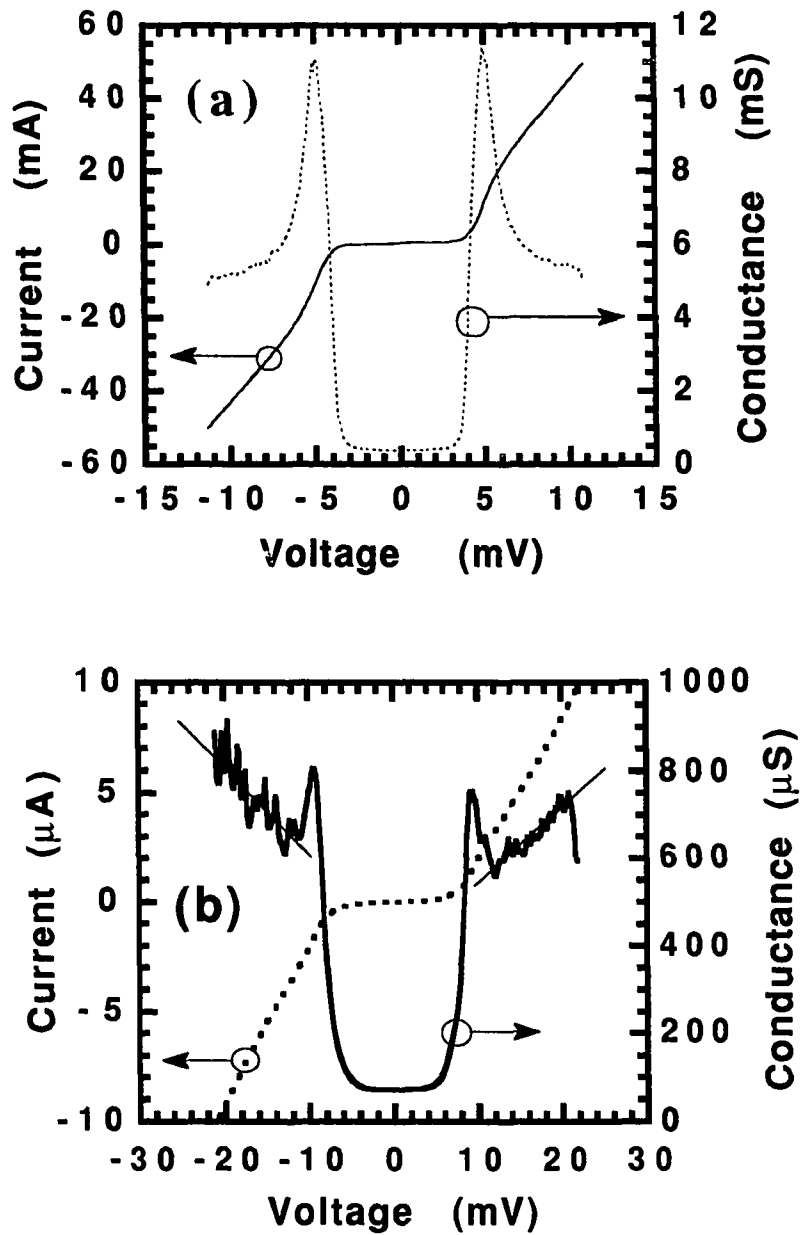 60
40
20
0
-20
-40
-60
Current (mA)
(a)
12
10
8
6
4
2
0
Conductance (mS)
-15 -10 -5 0 5 10 15
Voltage (mV)
10
5
0
-5
-10
Current (μA)
(b)
1000
800
600
400
200
0
Conductance (μS)
-30 -20 -10 0 10 20 30
Voltage (mV)